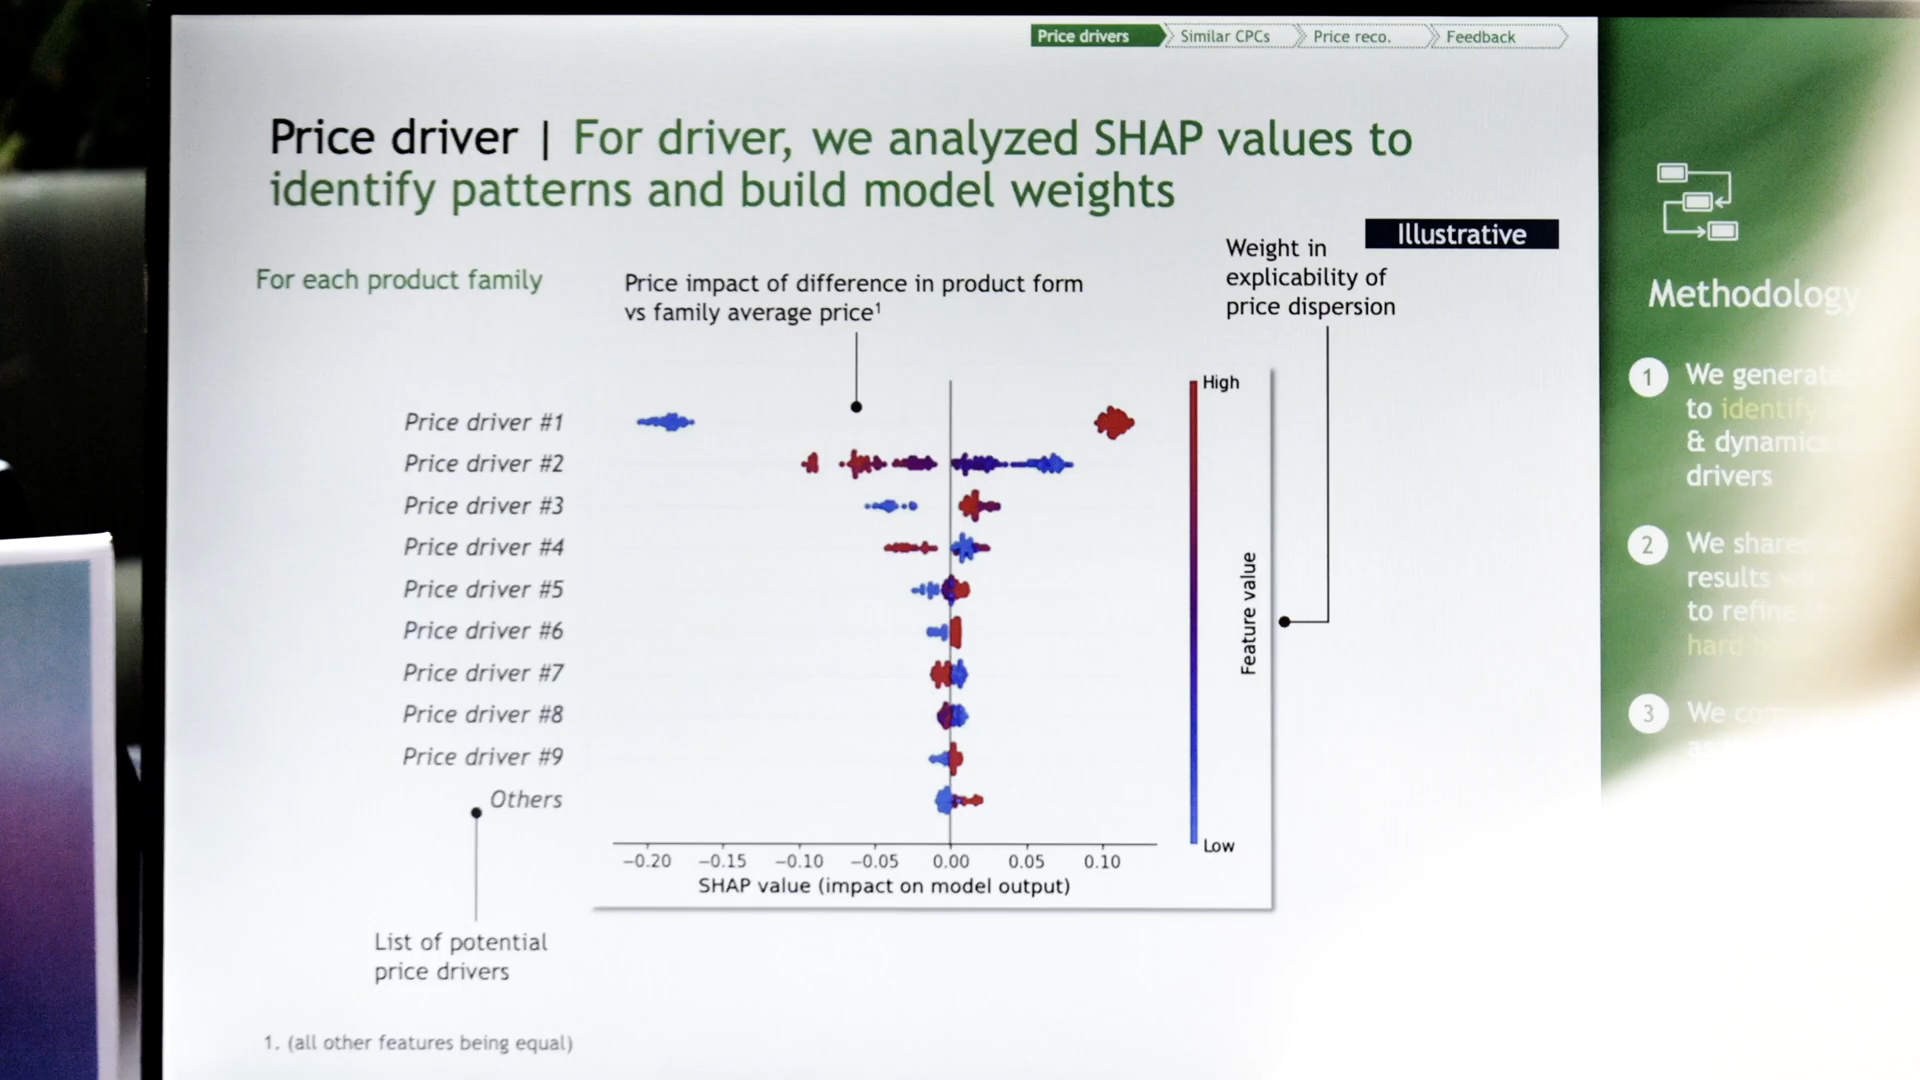 Price drivers
Similar CPCs
Price reco.
Feedback
Price driver | For driver, we analyzed SHAP values to
identify patterns and build model weights
Illustrative
For each product family
Price impact of difference in product form
vs family average price¹
Weight in
explicability of
price dispersion
Price driver #1
Price driver #2
Price driver #3
Price driver #4
Price driver #5
Price driver #6
Price driver #7
Price driver #8
Price driver #9
Others
High
Feature value
Low
−0.20 −0.15 −0.10 −0.05 0.00 0.05 0.10
SHAP value (impact on model output)
List of potential
price drivers
1. (all other features being equal)
Methodology
1 We generate
to identify
& dynamics
drivers
2 We share
results
to refine
hard
3 We